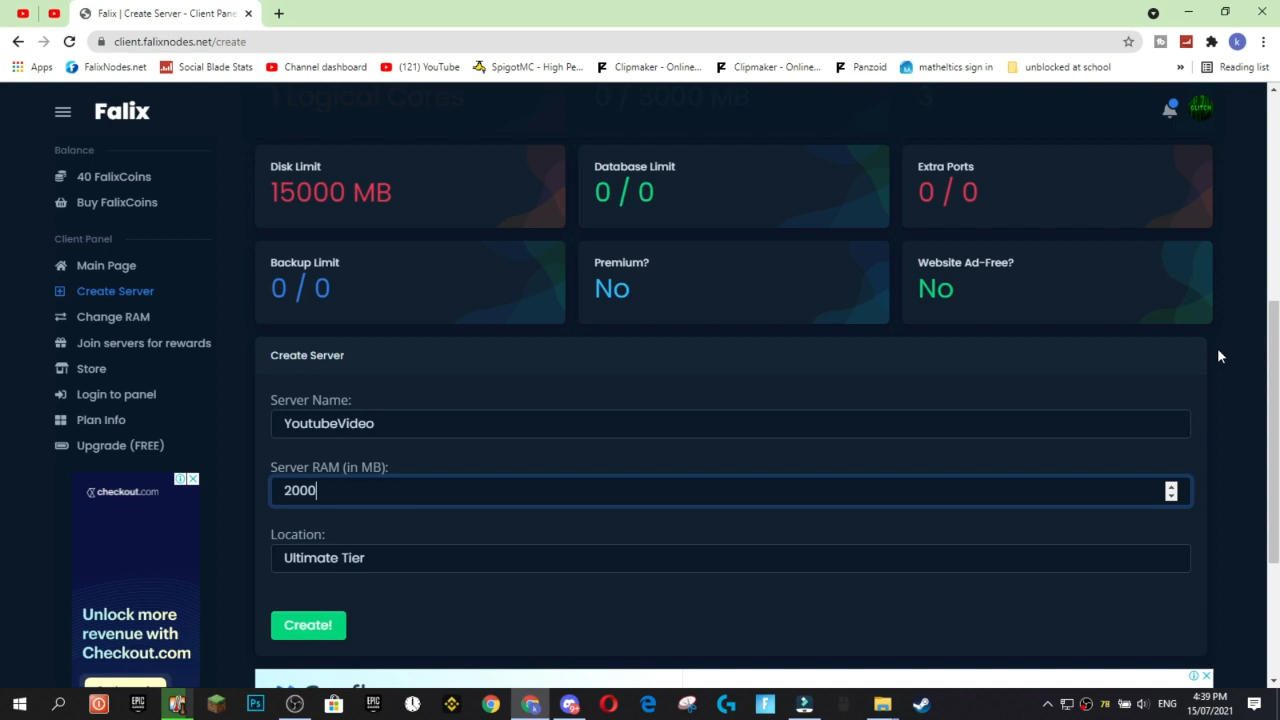 Falix | Create Server - Client Pane
client.falixnodes.net/create
k
Apps
FalixNodes.net
Social Blade Stats
Channel dashboard
(121) YouTube
SpigotMC - High Pe...
Clipmaker - Online...
Clipmaker - Online...
Panzoid
matheltics sign in
unblocked at school
»
Reading list
Falix
1 Logical Cores
0 / 3000 MB
3
GLITCH
Balance
40 FalixCoins
Buy FalixCoins
Client Panel
Main Page
Create Server
Change RAM
Join servers for rewards
Store
Login to panel
Plan Info
Upgrade (FREE)
Disk Limit
15000 MB
Database Limit
0 / 0
Extra Ports
0 / 0
Backup Limit
0 / 0
Premium?
No
Website Ad-Free?
No
Create Server
Server Name:
YoutubeVideo
Server RAM (in MB):
2000
Location:
Ultimate Tier
Create!
checkout.com
Unlock more
revenue with
Checkout.com
EPIC
Ps
EPIC
78
ENG
4:39 PM
15/07/2021